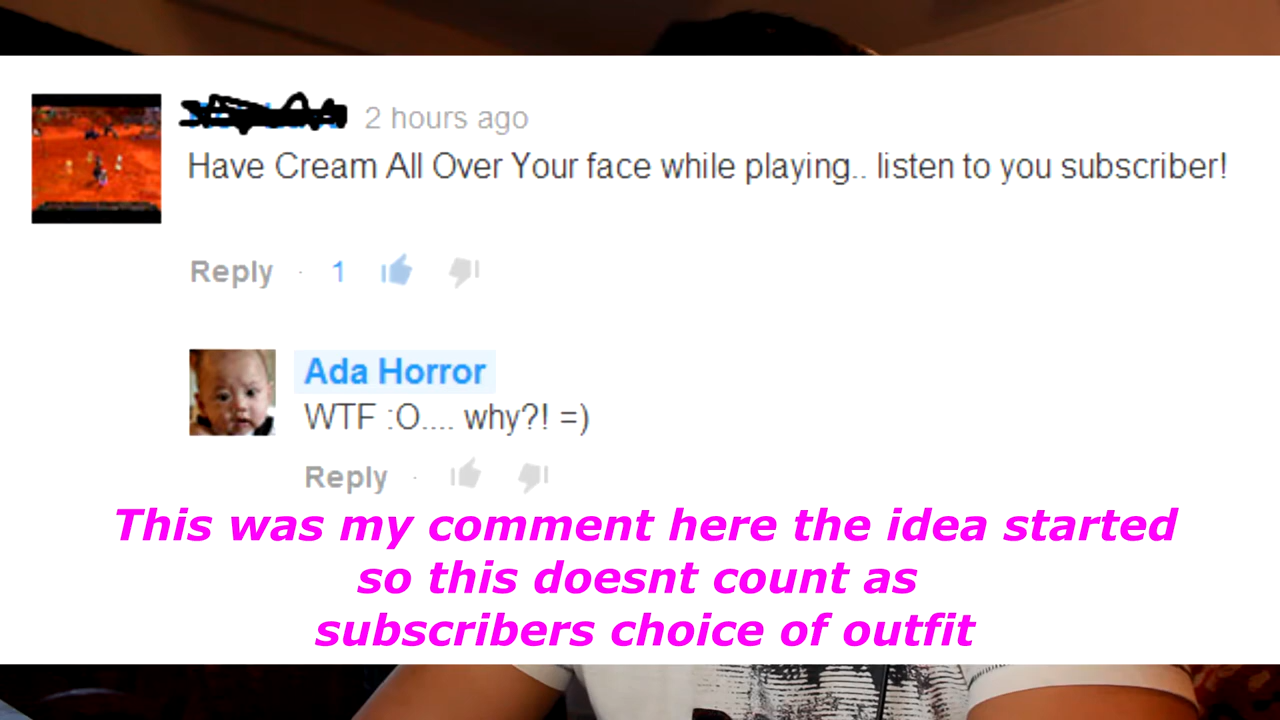 2 hours ago
Have Cream All Over Your face while playing.. listen to you subscriber!
Reply · 1
Ada Horror
WTF :O.... why?! =)
Reply ·
This was my comment here the idea started
so this doesnt count as
subscribers choice of outfit